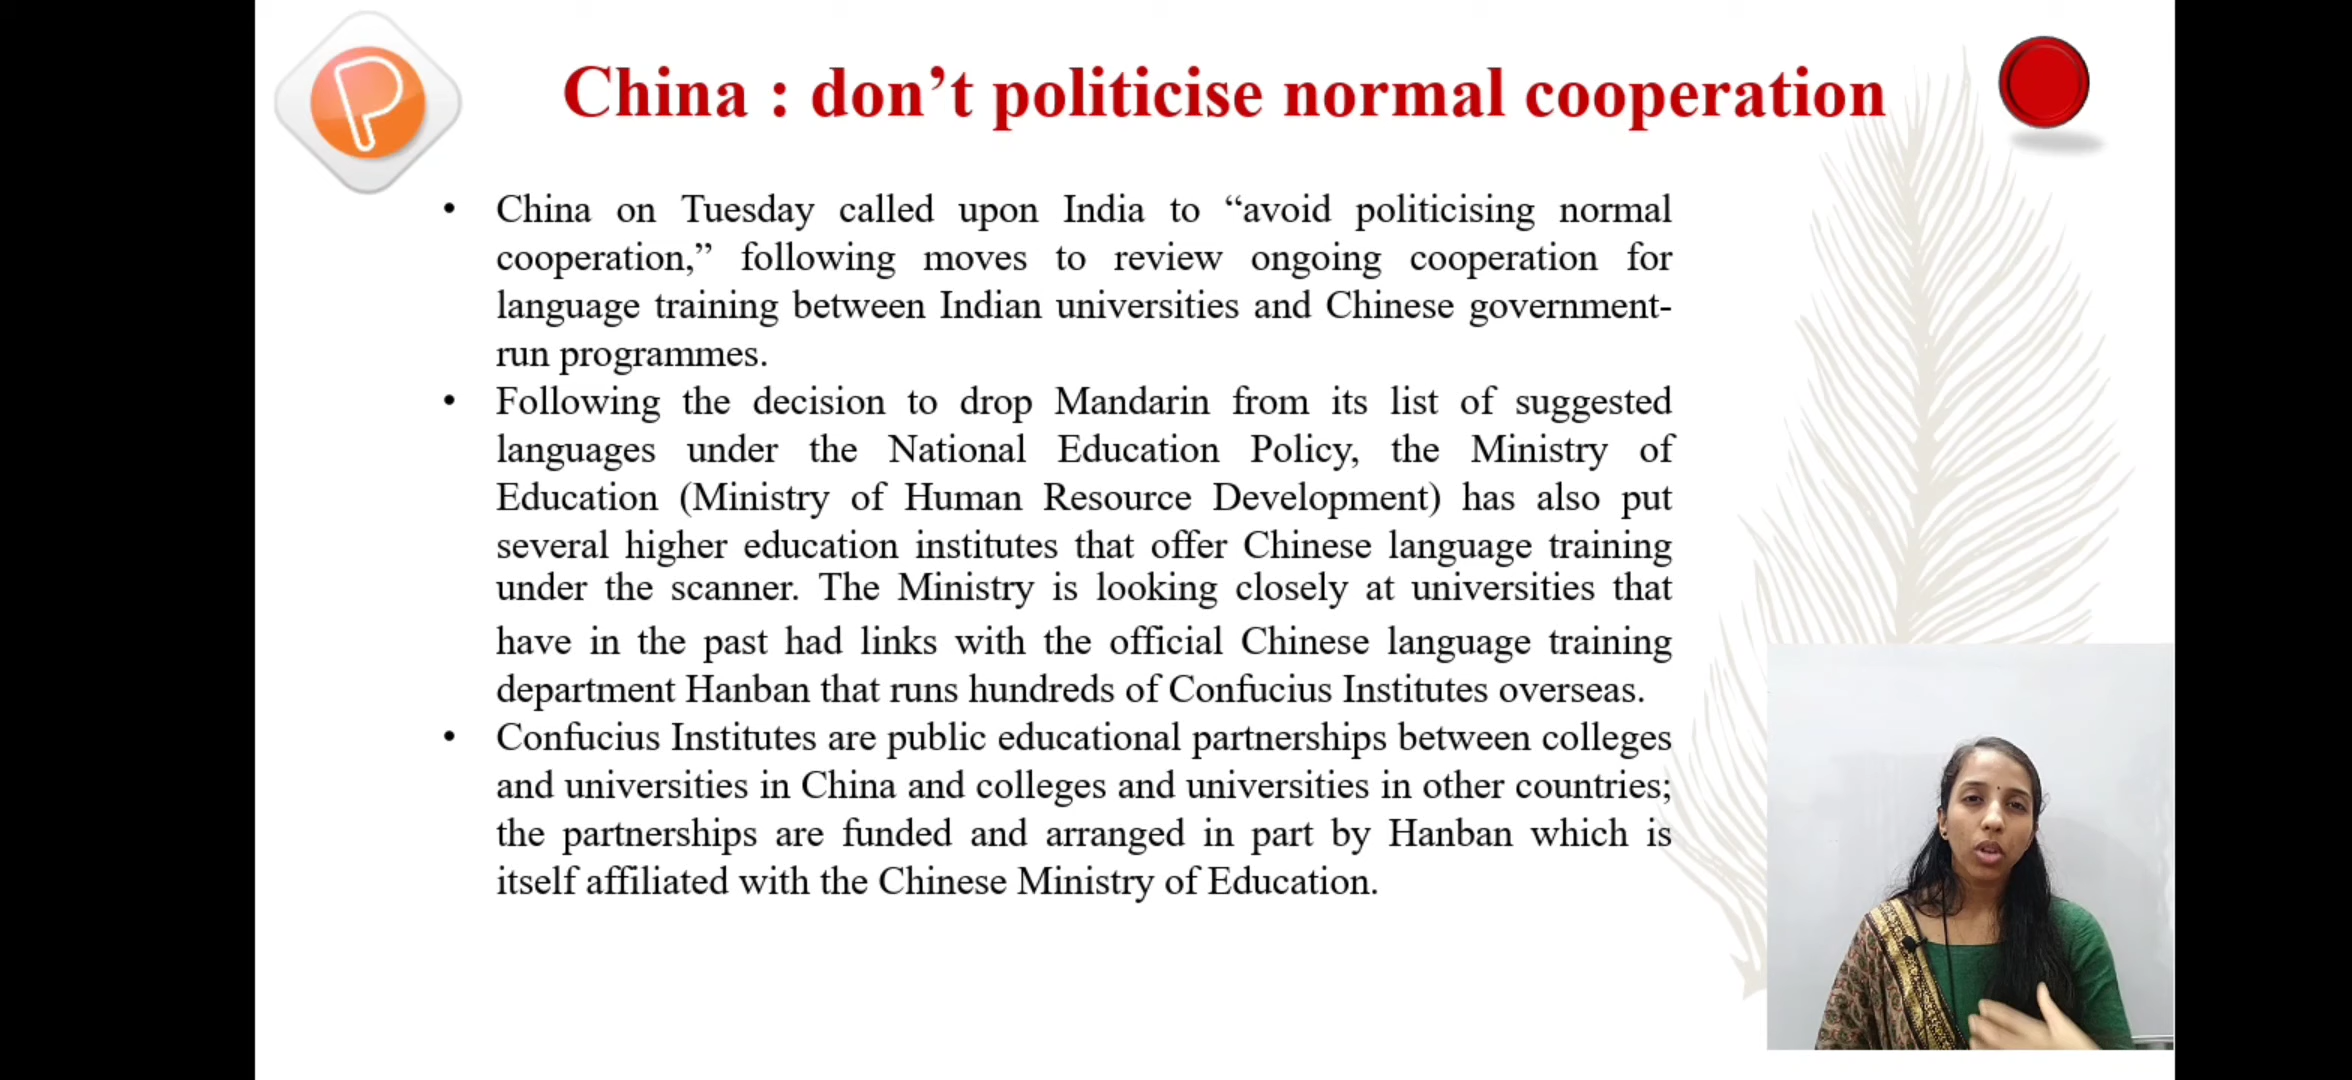 China : don’t politicise normal cooperation
• China on Tuesday called upon India to “avoid politicising normal
cooperation,” following moves to review ongoing cooperation for
language training between Indian universities and Chinese government-
run programmes.
• Following the decision to drop Mandarin from its list of suggested
languages under the National Education Policy, the Ministry of
Education (Ministry of Human Resource Development) has also put
several higher education institutes that offer Chinese language training
under the scanner. The Ministry is looking closely at universities that
have in the past had links with the official Chinese language training
department Hanban that runs hundreds of Confucius Institutes overseas.
• Confucius Institutes are public educational partnerships between colleges
and universities in China and colleges and universities in other countries;
the partnerships are funded and arranged in part by Hanban which is
itself affiliated with the Chinese Ministry of Education.